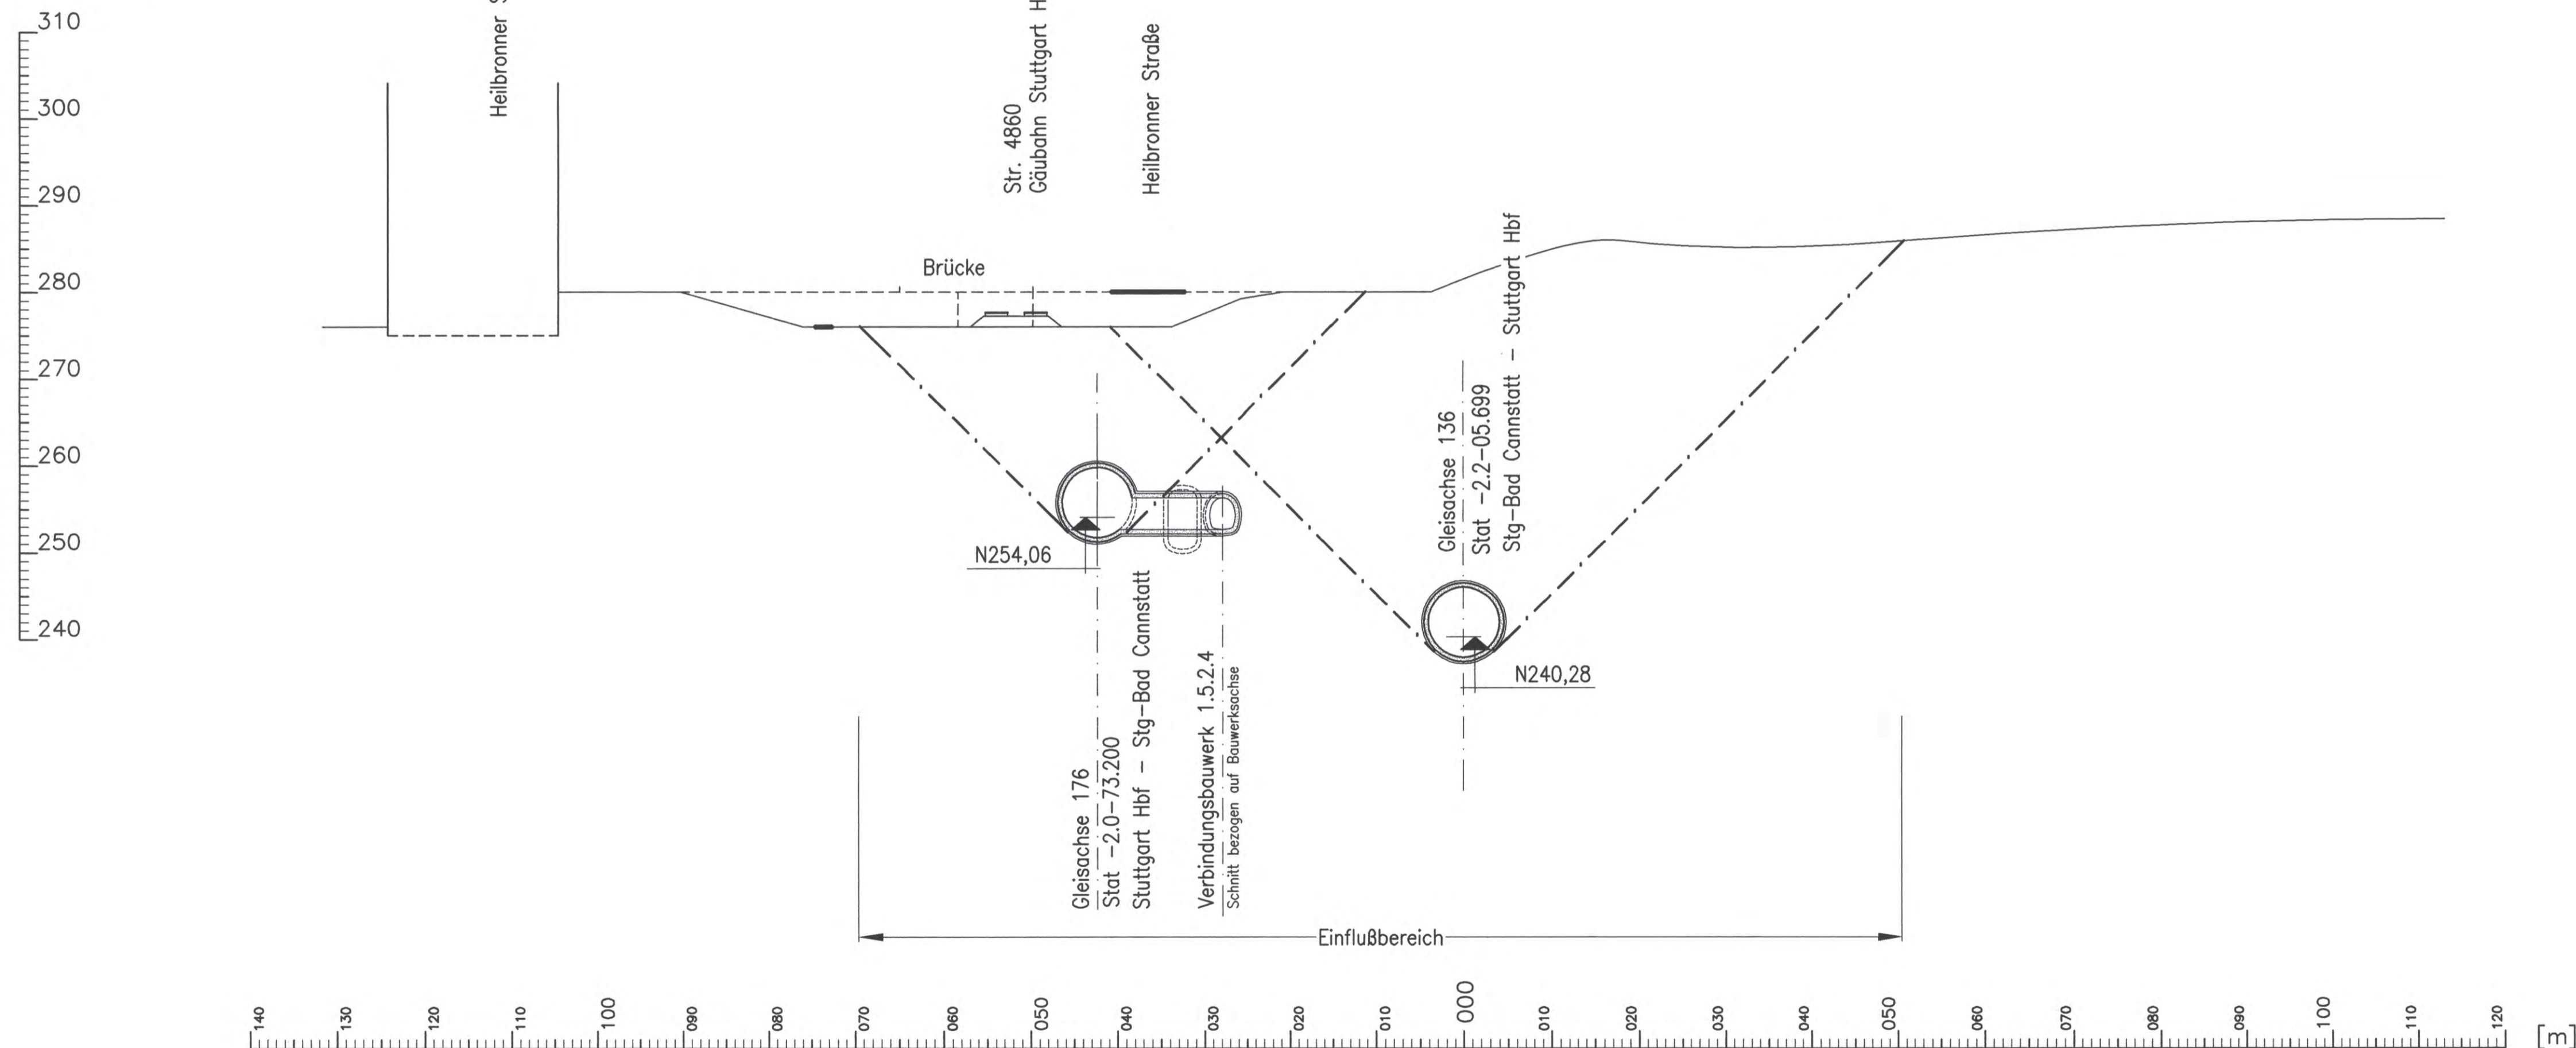 310
300
290
280
270
260
250
240
Heilbronner
Str. 4860
Gäubahn Stuttgart H
Heilbronner Straße
Brücke
Gleisachse 136
Stat -2.2-05.699
Stg-Bad Cannstatt - Stuttgart Hbf
N254,06
N240,28
Gleisachse 176
Stat -2.0-73.200
Stuttgart Hbf - Stg-Bad Cannstatt
Verbindungsbauwerk 1.5.2.4
Schnitt bezogen auf Bauwerksachse
Einflußbereich
140 130 120 110 100 090 080 070 060 050 040 030 020 010 000 010 020 030 040 050 060 070 080 090 100 110 120 [m]